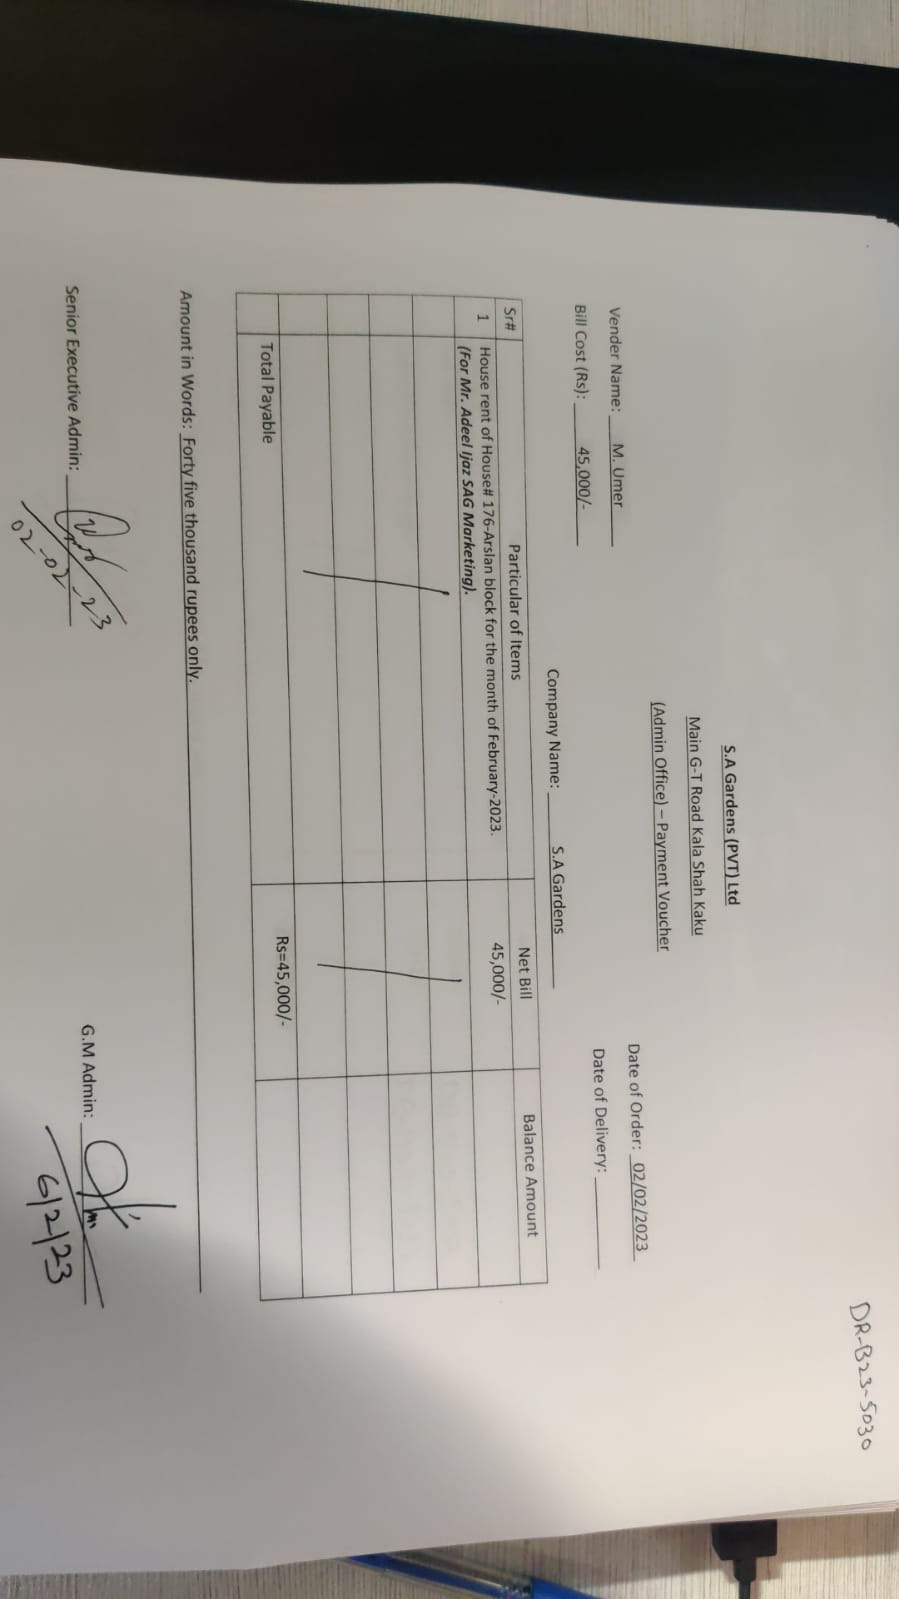 DR-B23-5030
S.A Gardens (PVT) Ltd
Main G-T Road Kala Shah Kaku
(Admin Office) – Payment Voucher
Vender Name: M. Umer
Date of Order: 02/02/2023
Bill Cost (Rs): 45,000/-
Company Name: S.A Gardens
Date of Delivery:
Sr# Particular of Items Net Bill Balance Amount
1 House rent of House# 176-Arslan block for the month of February-2023. 45,000/-
(For Mr. Adeel Ijaz SAG Marketing).
Total Payable Rs=45,000/-
Amount in Words: Forty five thousand rupees only.
Senior Executive Admin:
02-02-23
G.M Admin:
6/2/23